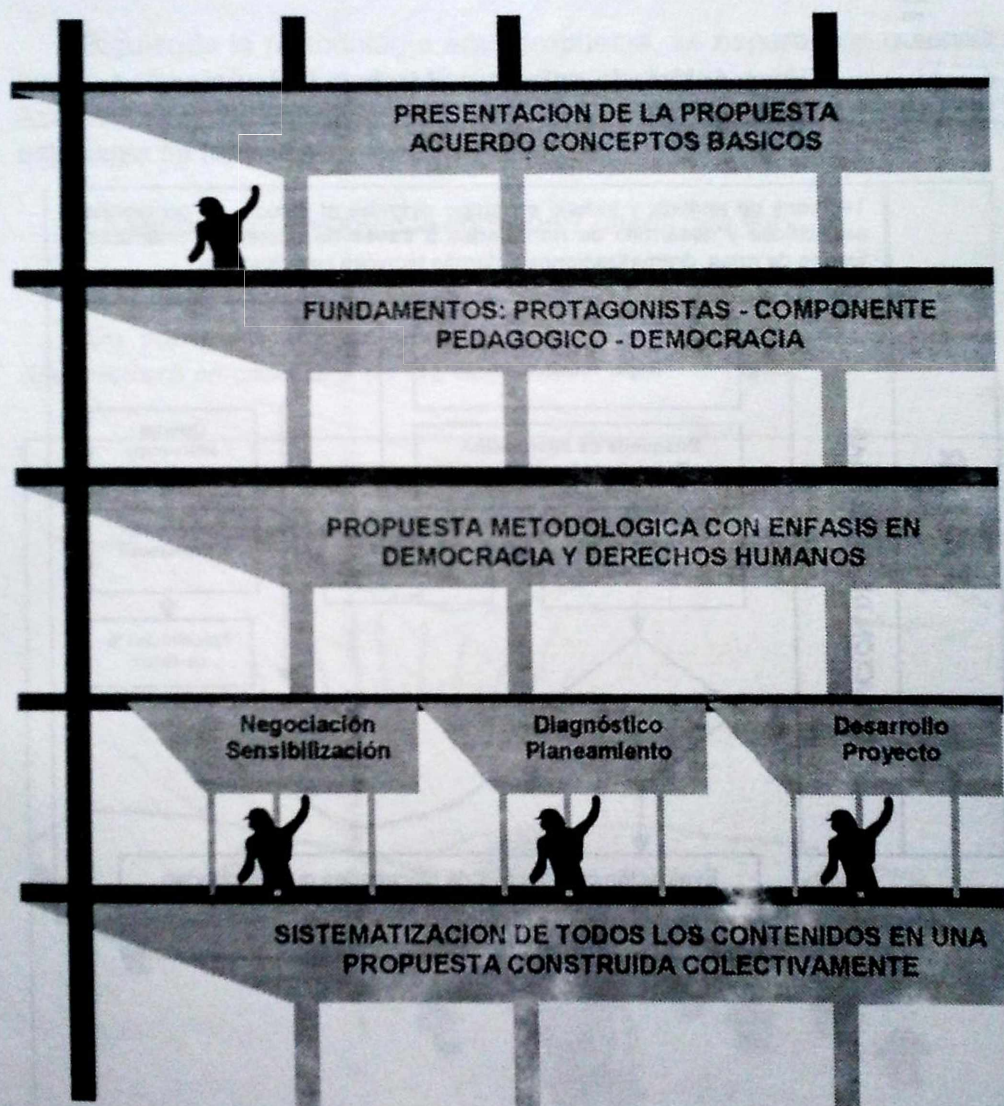 PRESENTACION DE LA PROPUESTA
ACUERDO CONCEPTOS BASICOS
FUNDAMENTOS: PROTAGONISTAS - COMPONENTE
PEDAGOGICO - DEMOCRACIA
PROPUESTA METODOLOGICA CON ENFASIS EN
DEMOCRACIA Y DERECHOS HUMANOS
Negociación
Sensibilización
Diagnóstico
Planeamiento
Desarrollo
Proyecto
SISTEMATIZACION DE TODOS LOS CONTENIDOS EN UNA
PROPUESTA CONSTRUIDA COLECTIVAMENTE